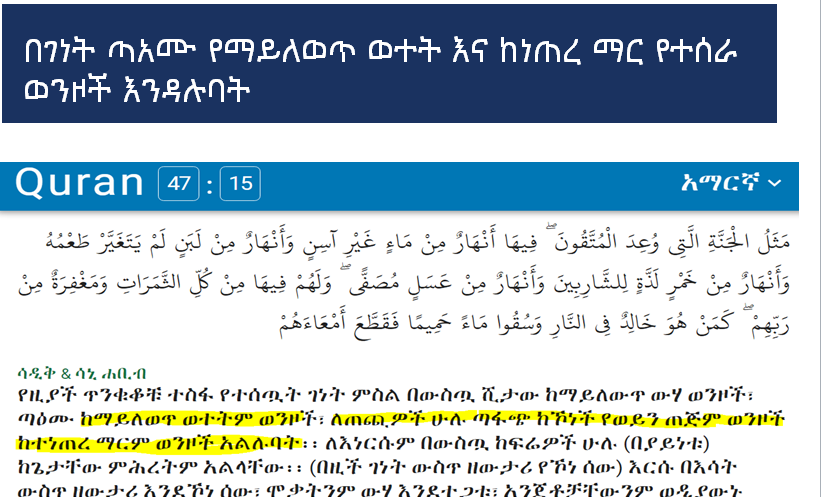 በገነት ጣእሙ የማይለወጥ ወተት እና ከነጠረ ማር የተሰራ
ወንዞች እንዳሉባት
Quran 47 : 15 አማርኛ
مَثَلُ الْجَنَّةِ الَّتِي وُعِدَ الْمُتَّقُونَ ۖ فِيهَا أَنْهَارٌ مِنْ مَاءٍ غَيْرِ آسِنٍ وَأَنْهَارٌ مِنْ لَبَنٍ لَمْ يَتَغَيَّرْ طَعْمُهُ
وَأَنْهَارٌ مِنْ خَمْرٍ لَذَّةٍ لِلشَّارِبِينَ وَأَنْهَارٌ مِنْ عَسَلٍ مُصَفًّى ۖ وَلَهُمْ فِيهَا مِنْ كُلِّ الثَّمَرَاتِ وَمَغْفِرَةٌ مِنْ
رَبِّهِمْ ۖ كَمَنْ هُوَ خَالِدٌ فِي النَّارِ وَسُقُوا مَاءً حَمِيمًا فَقَطَّعَ أَمْعَاءَهُمْ
ሳዲቅ & ሳኒ ሐቢብ
የዚያች ጥንቁቆቹ ተስፋ የተሰጧት ገነት ምስል በውስጧ ሺታው ከማይለውጥ ውሃ ወንዞች፣
ጣዕሙ ከማይለወጥ ወተትም ወንዞች፣ ለጠጪዎች ሁሉ ጣፋጭ ከኾነች የወይን ጠጅም ወንዞች
ከተነጠረ ማርም ወንዞች አልሉባት፡፡ ለእነርሱም በውስጧ ከፍሬዎች ሁሉ (በያይነቱ)
ከጌታቸው ምሕረትም አልላቸው፡፡ (በዚች ገነት ውስጥ ዘውታሪ የኾነ ሰው) እርሱ በእሳት
ውስጥ ዘውታሪ እንደኾነ ሰው፣ ሞቃትንም ውሃ እንደተጋቱ፣ አንጀቶቻቸውንም ወዲያውኑ